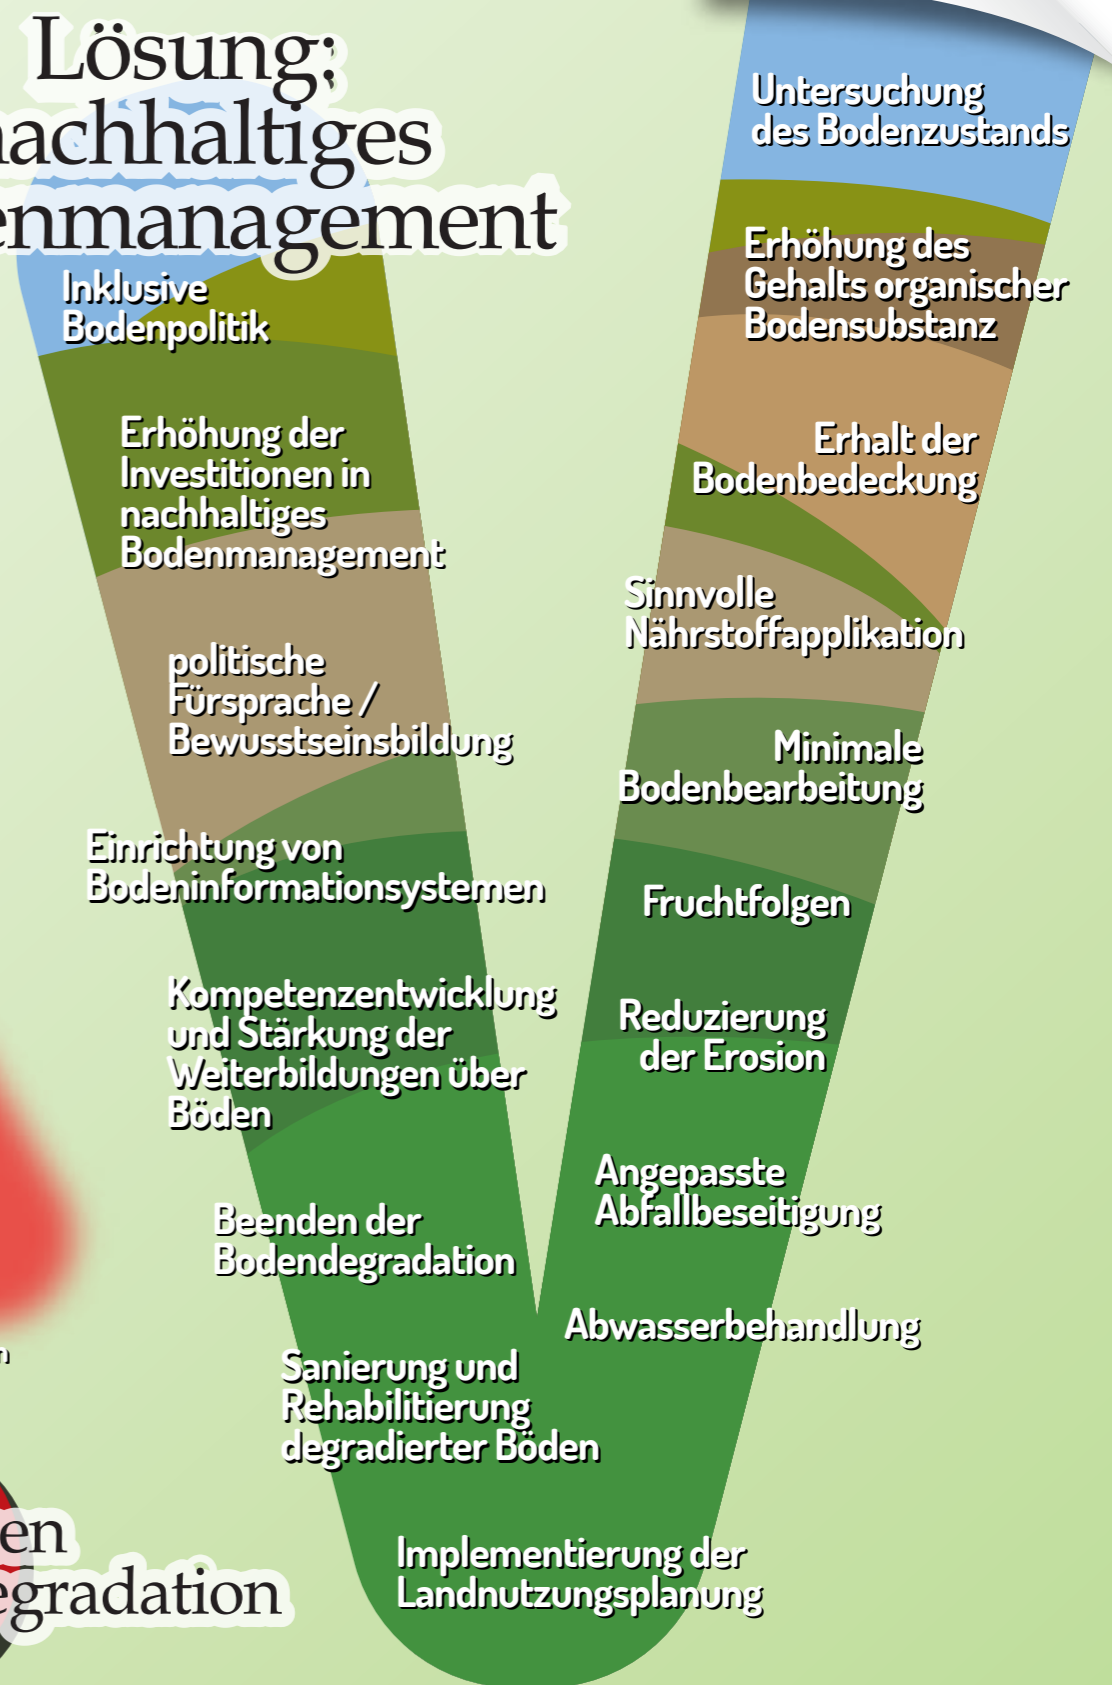 Lösung:
nachhaltiges
enmanagement
Inklusive
Bodenpolitik
Erhöhung der
Investitionen in
nachhaltiges
Bodenmanagement
politische
Fürsprache /
Bewusstseinsbildung
Einrichtung von
Bodeninformationsystemen
Kompetenzentwicklung
und Stärkung der
Weiterbildungen über
Böden
Beenden der
Bodendegradation
Sanierung und
Rehabilitierung
degradierter Böden
Implementierung der
Landnutzungsplanung
Untersuchung
des Bodenzustands
Erhöhung des
Gehalts organischer
Bodensubstanz
Erhalt der
Bodenbedeckung
Sinnvolle
Nährstoffapplikation
Minimale
Bodenbearbeitung
Fruchtfolgen
Reduzierung
der Erosion
Angepasste
Abfallbeseitigung
Abwasserbehandlung
en
egradation